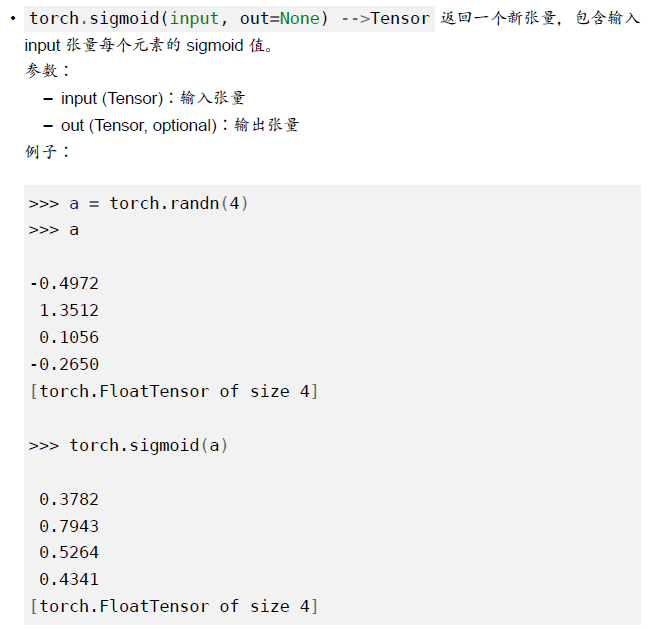 • torch.sigmoid(input, out=None) -->Tensor 返回一个新张量，包含输入
input 张量每个元素的 sigmoid 值。
参数：
– input (Tensor)：输入张量
– out (Tensor, optional)：输出张量
例子：
>>> a = torch.randn(4)
>>> a
-0.4972
1.3512
0.1056
-0.2650
[torch.FloatTensor of size 4]
>>> torch.sigmoid(a)
0.3782
0.7943
0.5264
0.4341
[torch.FloatTensor of size 4]